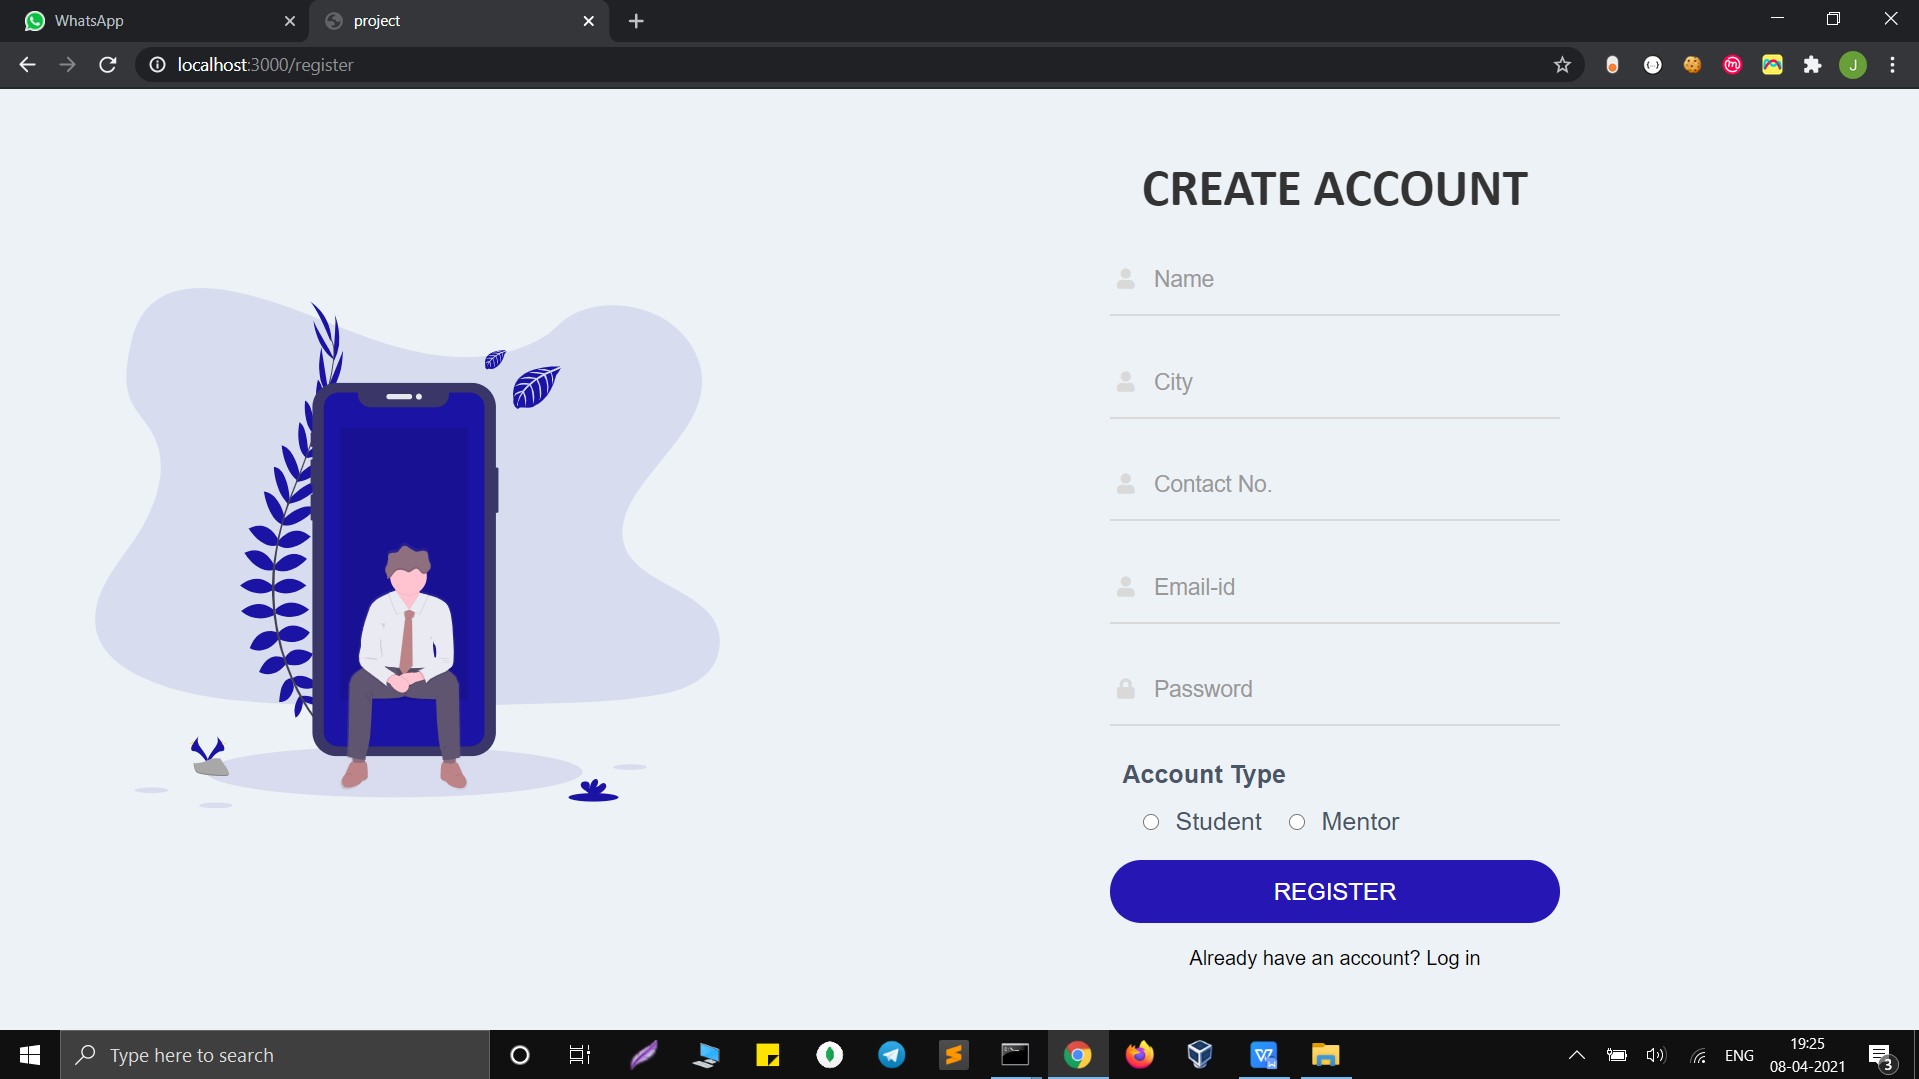 WhatsApp
project
localhost:3000/register
J
CREATE ACCOUNT
Name
City
Contact No.
Email-id
Password
Account Type
Student Mentor
REGISTER
Already have an account? Log in
Type here to search
ENG
19:25
08-04-2021
3